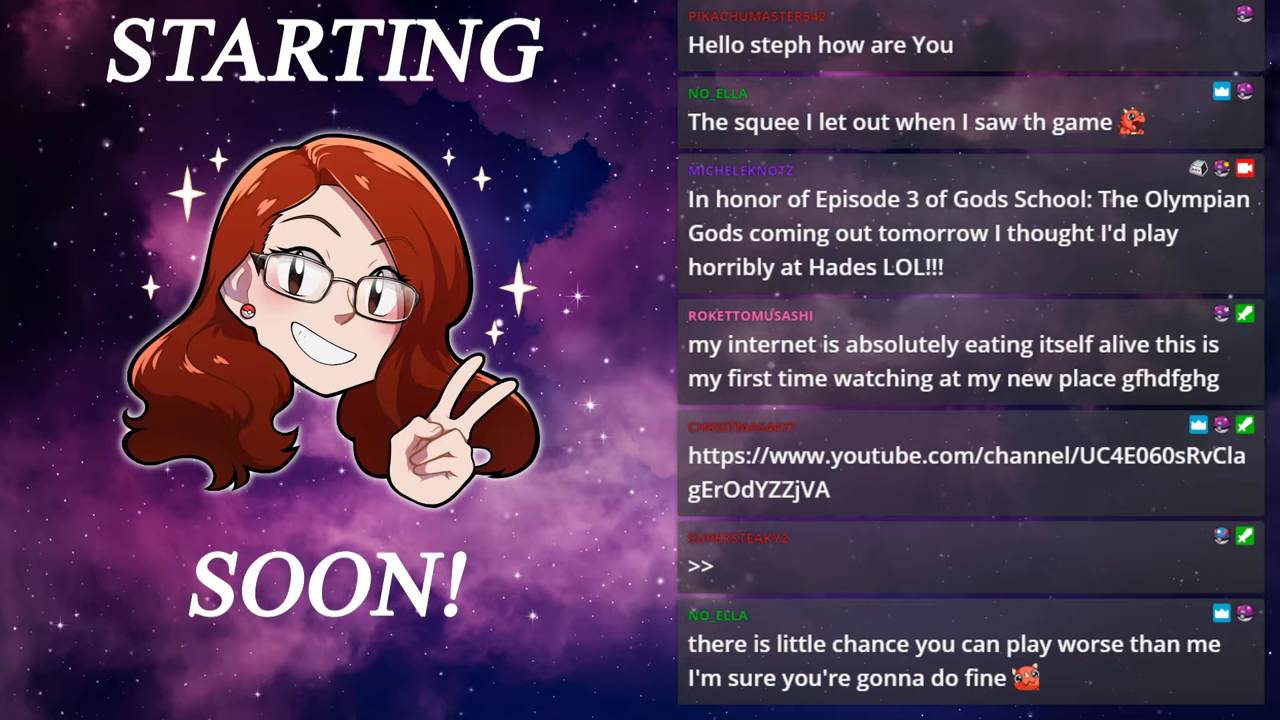 STARTING
SOON!
PIKACHUMASTER542
Hello steph how are You
NO_ELLA
The squee I let out when I saw th game
MICHELEKNOTZ
In honor of Episode 3 of Gods School: The Olympian
Gods coming out tomorrow I thought I'd play
horribly at Hades LOL!!!
ROKETTOMUSASHI
my internet is absolutely eating itself alive this is
my first time watching at my new place gfhdfghg
https://www.youtube.com/channel/UC4E060sRvCla
gErOdYZZjVA
SUPERSTEAKY2
>>
NO_ELLA
there is little chance you can play worse than me
I'm sure you're gonna do fine